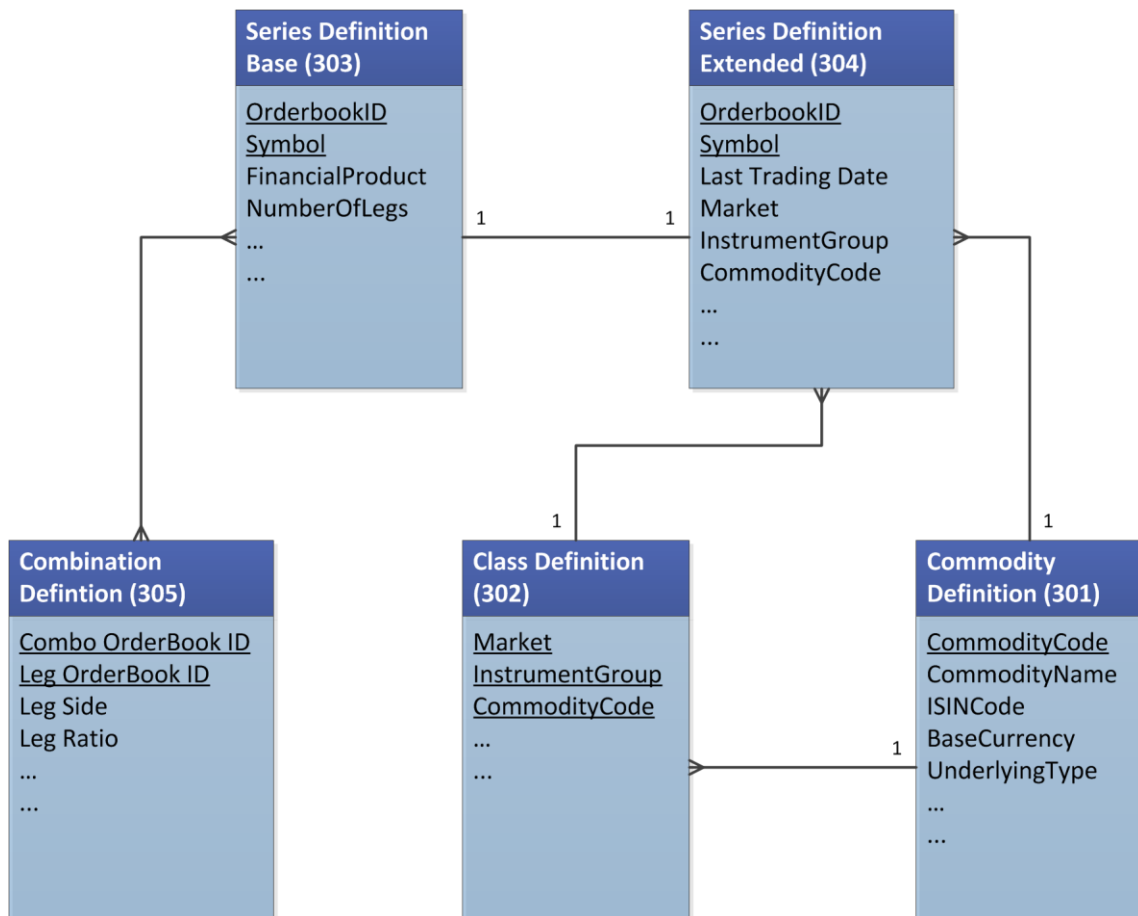 Series Definition
Base (303)
OrderbookID
Symbol
FinancialProduct
NumberOfLegs
...
...
Series Definition
Extended (304)
OrderbookID
Symbol
Last Trading Date
Market
InstrumentGroup
CommodityCode
...
...
1
1
1
1
Combination
Defintion (305)
Combo OrderBook ID
Leg OrderBook ID
Leg Side
Leg Ratio
...
...
Class Definition
(302)
Market
InstrumentGroup
CommodityCode
...
...
1
Commodity
Definition (301)
CommodityCode
CommodityName
ISINCode
BaseCurrency
UnderlyingType
...
...